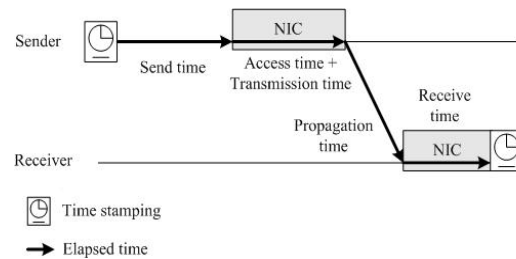 NIC
Sender
Send time
Access time +
Transmission time
Receive
time
Propagation
time
NIC
Receiver
Time stamping
Elapsed time